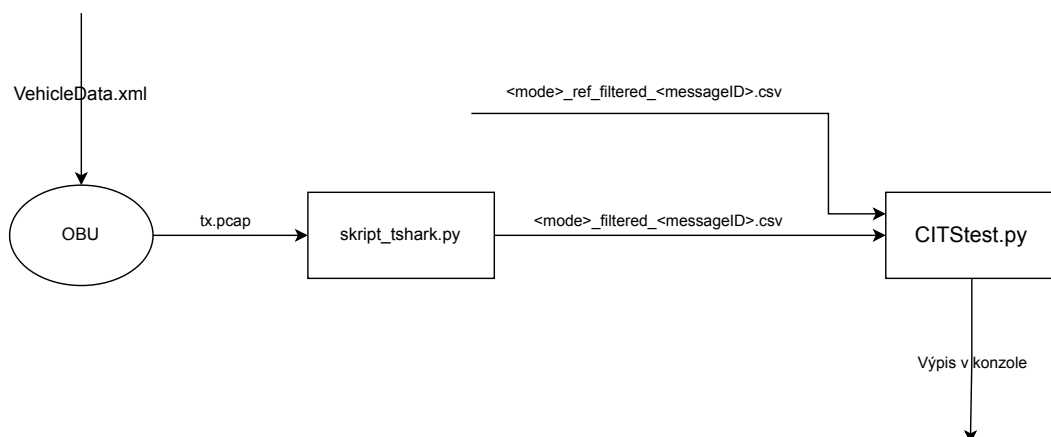 VehicleData.xml
<mode>_ref_filtered_<messageID>.csv
OBU
tx.pcap
skript_tshark.py
<mode>_filtered_<messageID>.csv
CITStest.py
Výpis v konzole